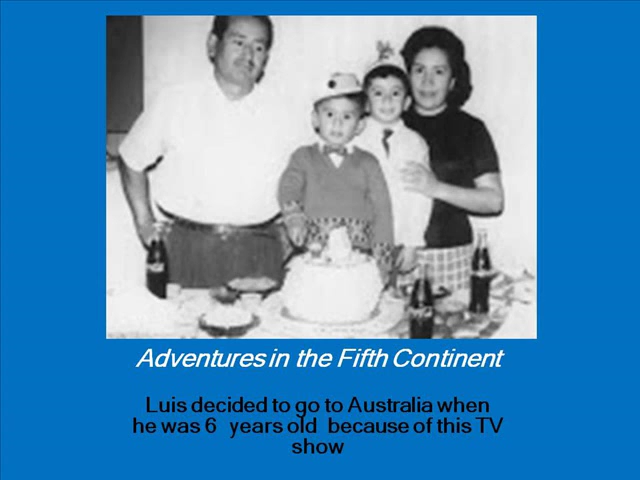 Adventures in the Fifth Continent
Luis decided to go to Australia when
he was 6 years old because of this TV
show